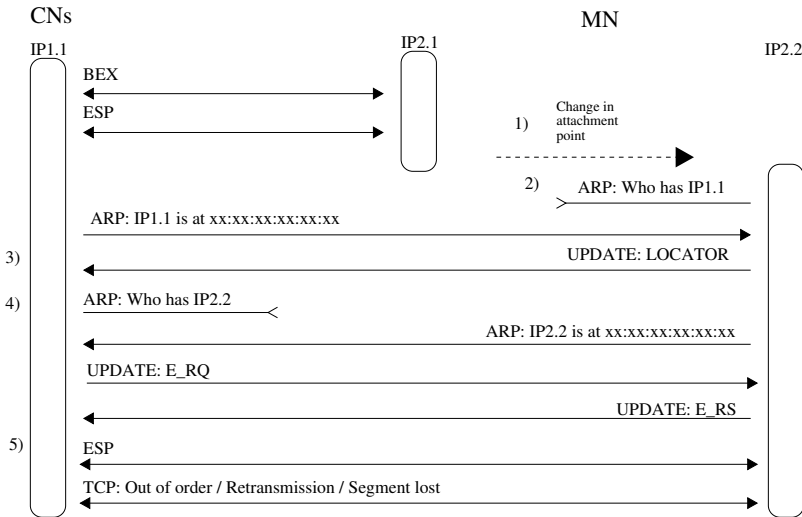 CNs
MN
IP1.1
IP2.1
IP2.2
BEX
ESP
1)
Change in
attachment
point
2)
ARP: Who has IP1.1
ARP: IP1.1 is at xx:xx:xx:xx:xx:xx
3)
UPDATE: LOCATOR
4)
ARP: Who has IP2.2
ARP: IP2.2 is at xx:xx:xx:xx:xx:xx
UPDATE: E_RQ
UPDATE: E_RS
5)
ESP
TCP: Out of order / Retransmission / Segment lost